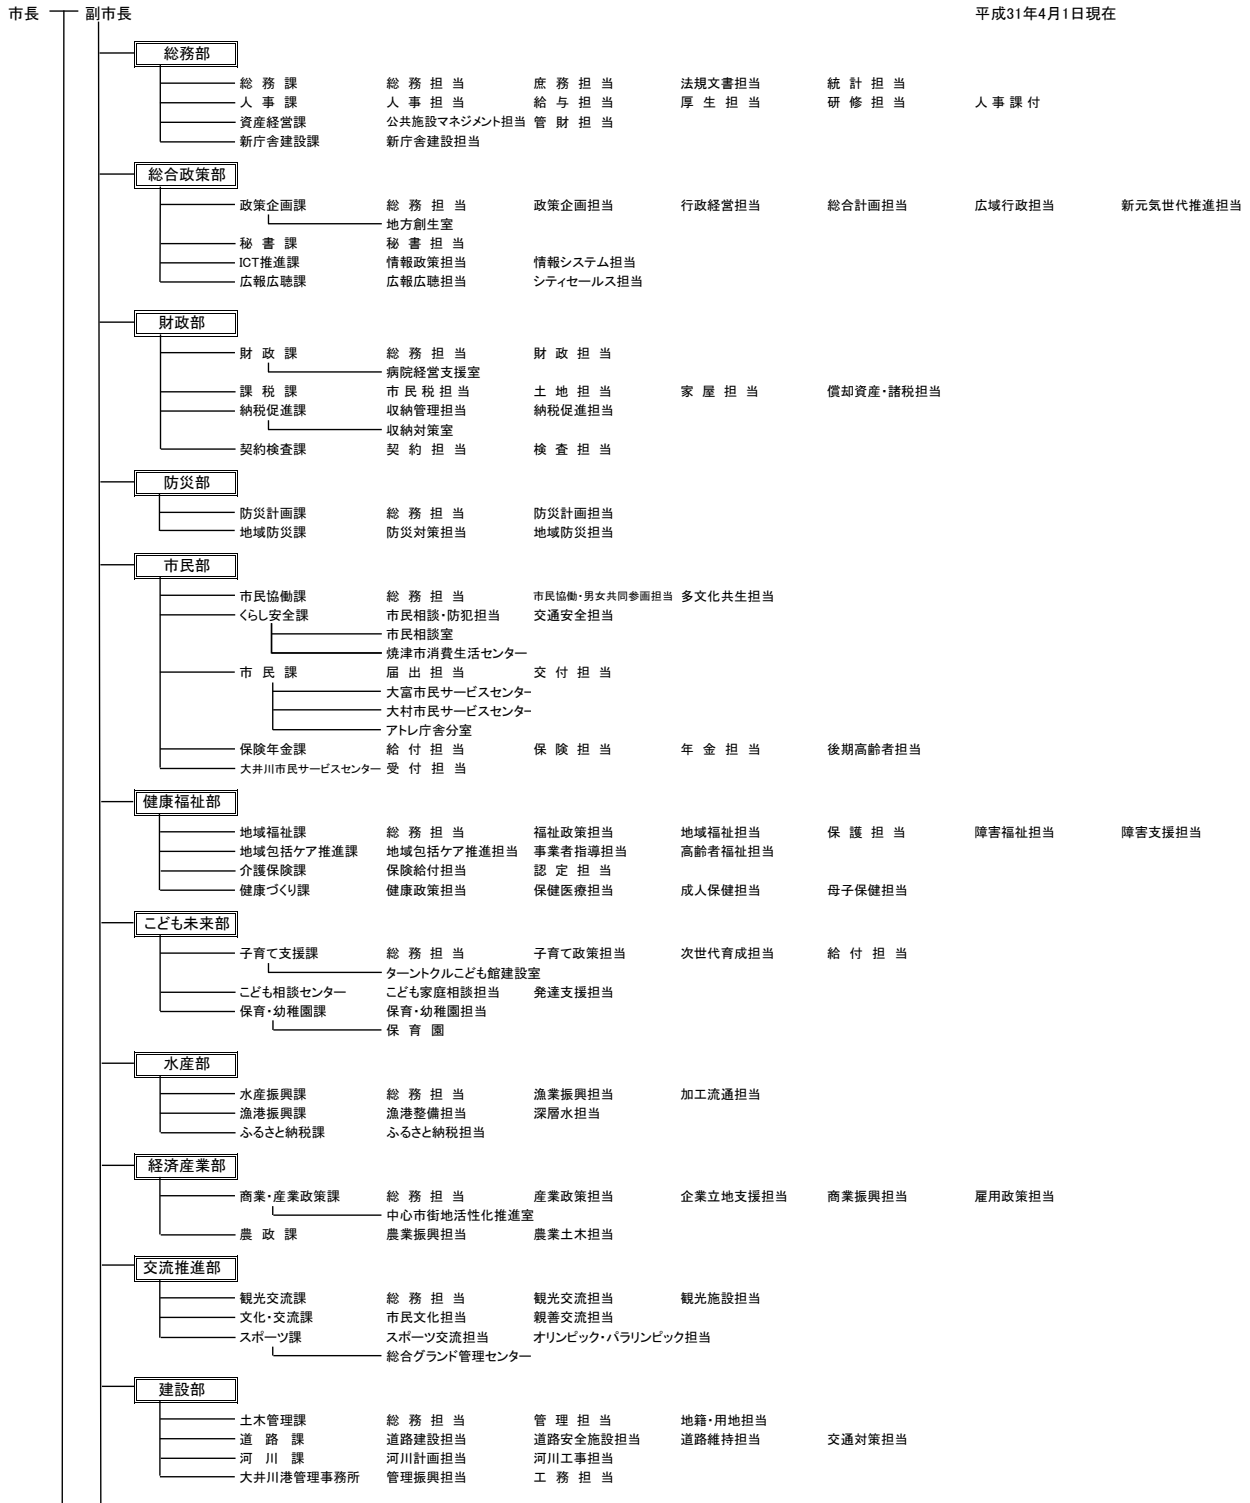 市長 副市長 平成31年4月1日現在
総務部
総務課 総務担当 庶務担当 法規文書担当 統計担当
人事課 人事担当 給与担当 厚生担当 研修担当 人事課付
資産経営課 公共施設マネジメント担当 管財担当
新庁舎建設課 新庁舎建設担当
総合政策部
政策企画課 総務担当 政策企画担当 行政経営担当 総合計画担当 広域行政担当 新元気世代推進担当
地方創生室
秘書課 秘書担当
ICT推進課 情報政策担当 情報システム担当
広報広聴課 広報広聴担当 シティセールス担当
財政部
財政課 総務担当 財政担当
病院経営支援室
課税課 市民税担当 土地担当 家屋担当 償却資産・諸税担当
納税促進課 収納管理担当 納税促進担当
収納対策室
契約検査課 契約担当 検査担当
防災部
防災計画課 総務担当 防災計画担当
地域防災課 防災対策担当 地域防災担当
市民部
市民協働課 総務担当 市民協働・男女共同参画担当 多文化共生担当
くらし安全課 市民相談・防犯担当 交通安全担当
市民相談室
焼津市消費生活センター
市民課 届出担当 交付担当
大富市民サービスセンター
大村市民サービスセンター
アトレ庁舎分室
保険年金課 給付担当 保険担当 年金担当 後期高齢者担当
大井川市民サービスセンター 受付担当
健康福祉部
地域福祉課 総務担当 福祉政策担当 地域福祉担当 保護担当 障害福祉担当 障害支援担当
地域包括ケア推進課 地域包括ケア推進担当 事業者指導担当 高齢者福祉担当
介護保険課 保険給付担当 認定担当
健康づくり課 健康政策担当 保健医療担当 成人保健担当 母子保健担当
こども未来部
子育て支援課 総務担当 子育て政策担当 次世代育成担当 給付担当
ターントクルこども館建設室
こども相談センター こども家庭相談担当 発達支援担当
保育・幼稚園課 保育・幼稚園担当
保育園
水産部
水産振興課 総務担当 漁業振興担当 加工流通担当
漁港振興課 漁港整備担当 深層水担当
ふるさと納税課 ふるさと納税担当
経済産業部
商業・産業政策課 総務担当 産業政策担当 企業立地支援担当 商業振興担当 雇用政策担当
中心市街地活性化推進室
農政課 農業振興担当 農業土木担当
交流推進部
観光交流課 総務担当 観光交流担当 観光施設担当
文化・交流課 市民文化担当 親善交流担当
スポーツ課 スポーツ交流担当 オリンピック・パラリンピック担当
総合グランド管理センター
建設部
土木管理課 総務担当 管理担当 地籍・用地担当
道路課 道路建設担当 道路安全施設担当 道路維持担当 交通対策担当
河川課 河川計画担当 河川工事担当
大井川港管理事務所 管理振興担当 工務担当